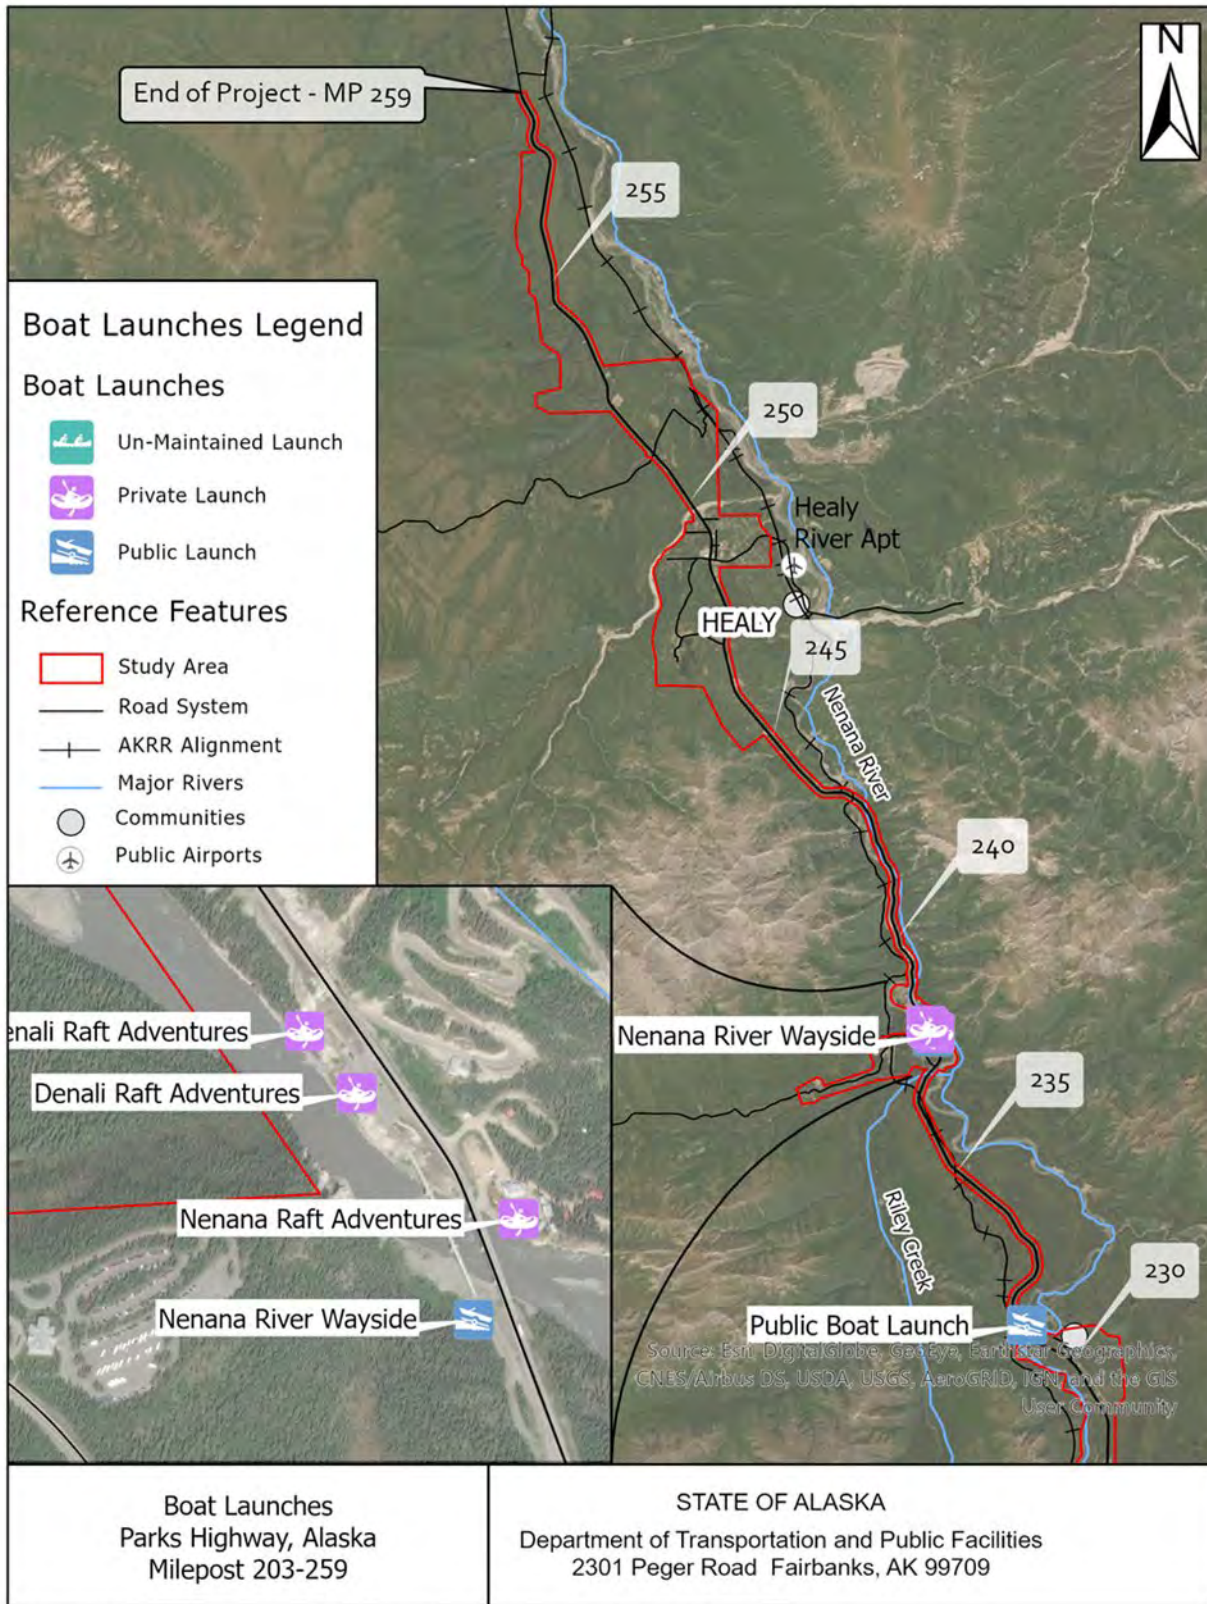 N
End of Project - MP 259
255
250
Healy
River Apt
HEALY
245
Nenana River
240
Nenana River Wayside
235
Riley Creek
230
Public Boat Launch
Source: Esri, DigitalGlobe, GeoEye, Earthstar Geographics,
CNES/Airbus DS, USDA, USGS, AeroGRID, IGN, and the GIS
User Community
Boat Launches Legend
Boat Launches
Un-Maintained Launch
Private Launch
Public Launch
Reference Features
Study Area
Road System
AKRR Alignment
Major Rivers
Communities
Public Airports
enali Raft Adventures
Denali Raft Adventures
Nenana Raft Adventures
Nenana River Wayside
Boat Launches
Parks Highway, Alaska
Milepost 203-259
STATE OF ALASKA
Department of Transportation and Public Facilities
2301 Peger Road Fairbanks, AK 99709